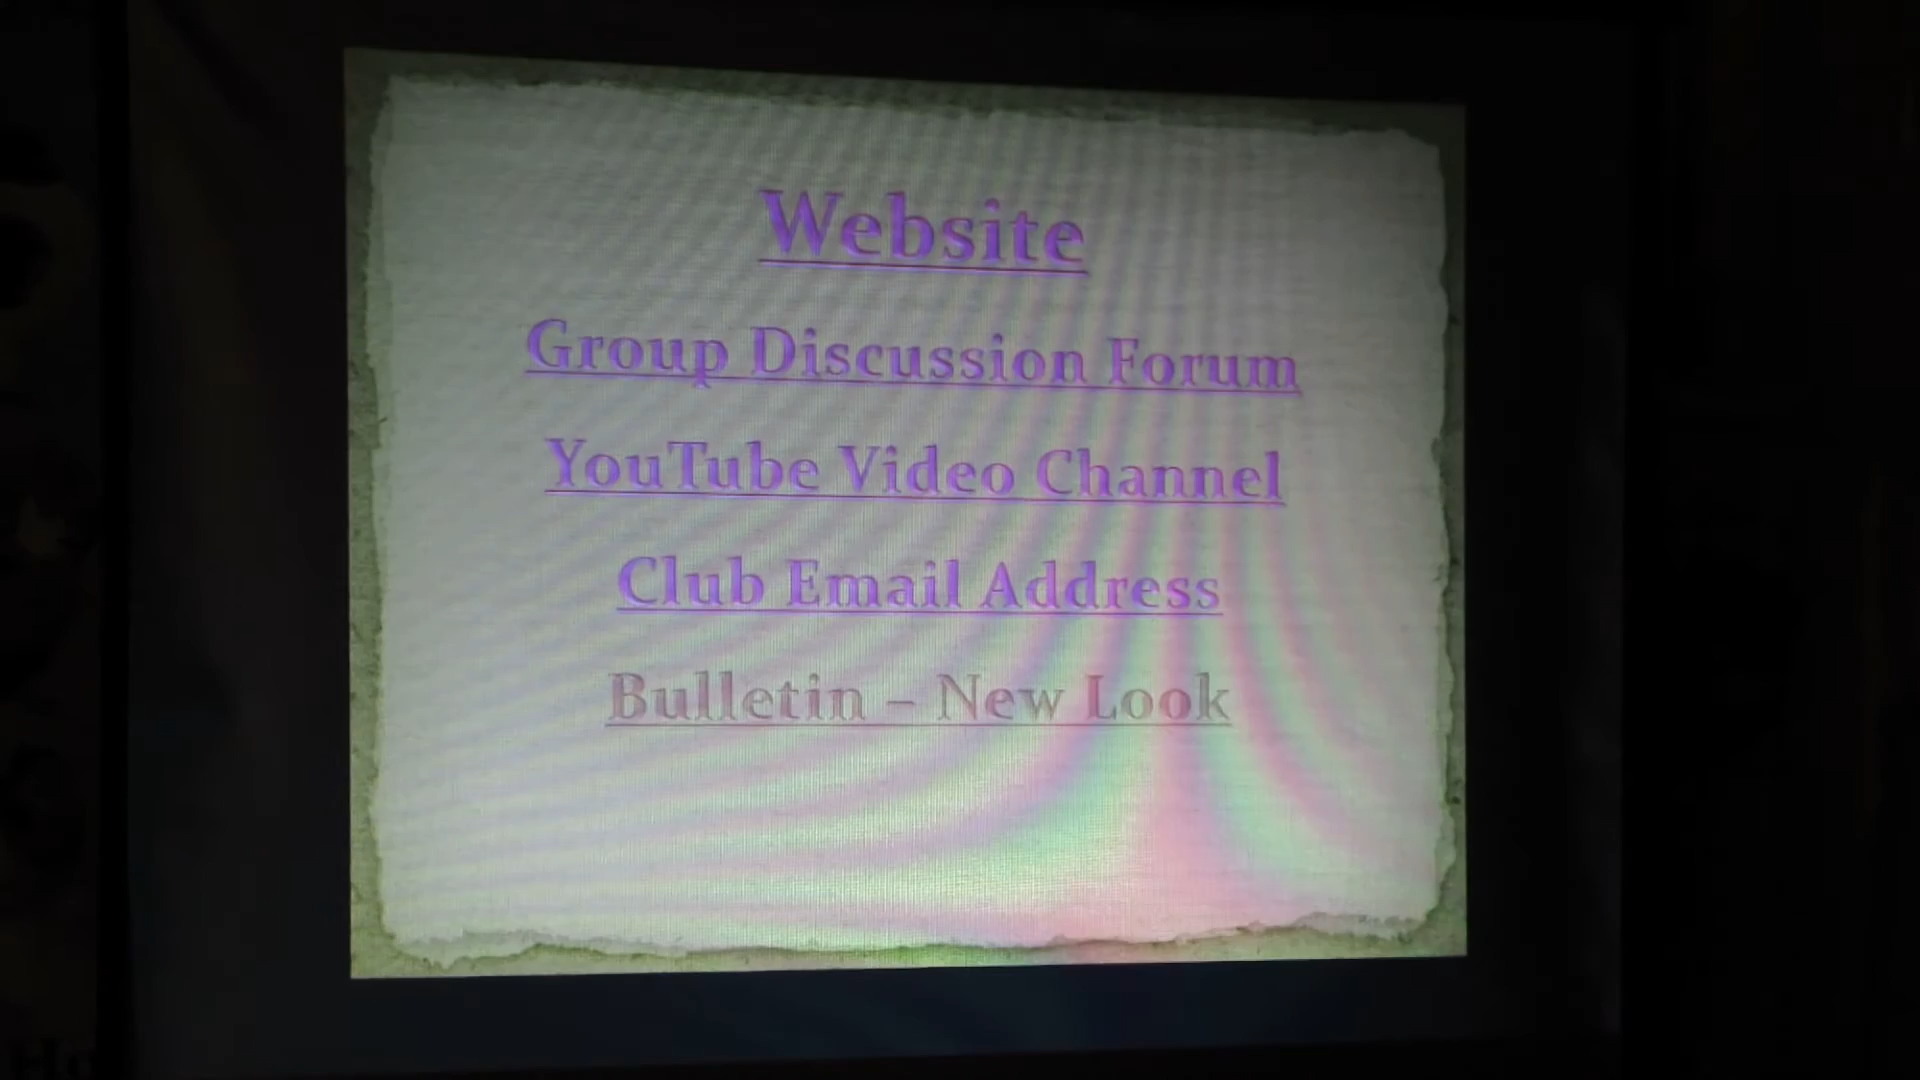 Website
Group Discussion Forum
YouTube Video Channel
Club Email Address
Bulletin – New Look